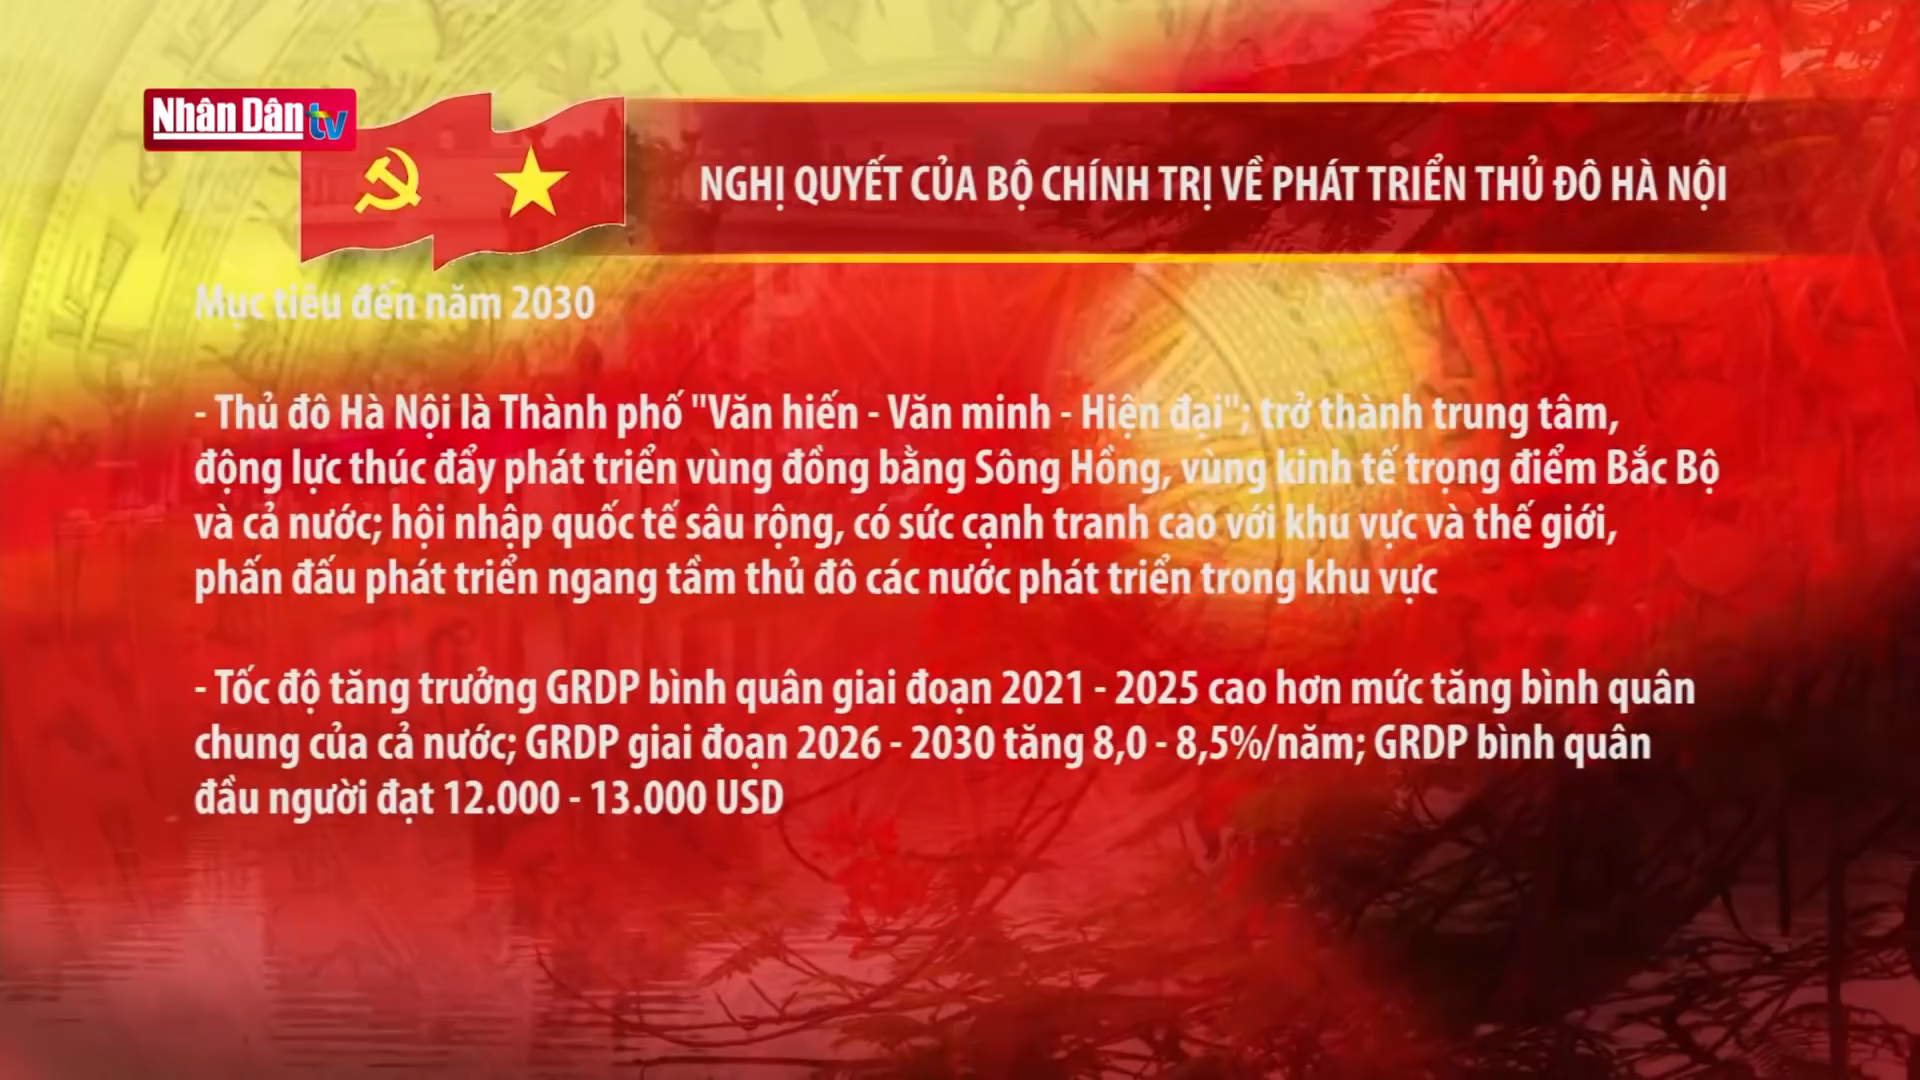 Nhân Dân tv
NGHỊ QUYẾT CỦA BỘ CHÍNH TRỊ VỀ PHÁT TRIỂN THỦ ĐÔ HÀ NỘI
Mục tiêu đến năm 2030
- Thủ đô Hà Nội là Thành phố "Văn hiến - Văn minh - Hiện đại"; trở thành trung tâm,
động lực thúc đẩy phát triển vùng đồng bằng Sông Hồng, vùng kinh tế trọng điểm Bắc Bộ
và cả nước; hội nhập quốc tế sâu rộng, có sức cạnh tranh cao với khu vực và thế giới,
phấn đấu phát triển ngang tầm thủ đô các nước phát triển trong khu vực
- Tốc độ tăng trưởng GRDP bình quân giai đoạn 2021 - 2025 cao hơn mức tăng bình quân
chung của cả nước; GRDP giai đoạn 2026 - 2030 tăng 8,0 - 8,5%/năm; GRDP bình quân
đầu người đạt 12.000 - 13.000 USD